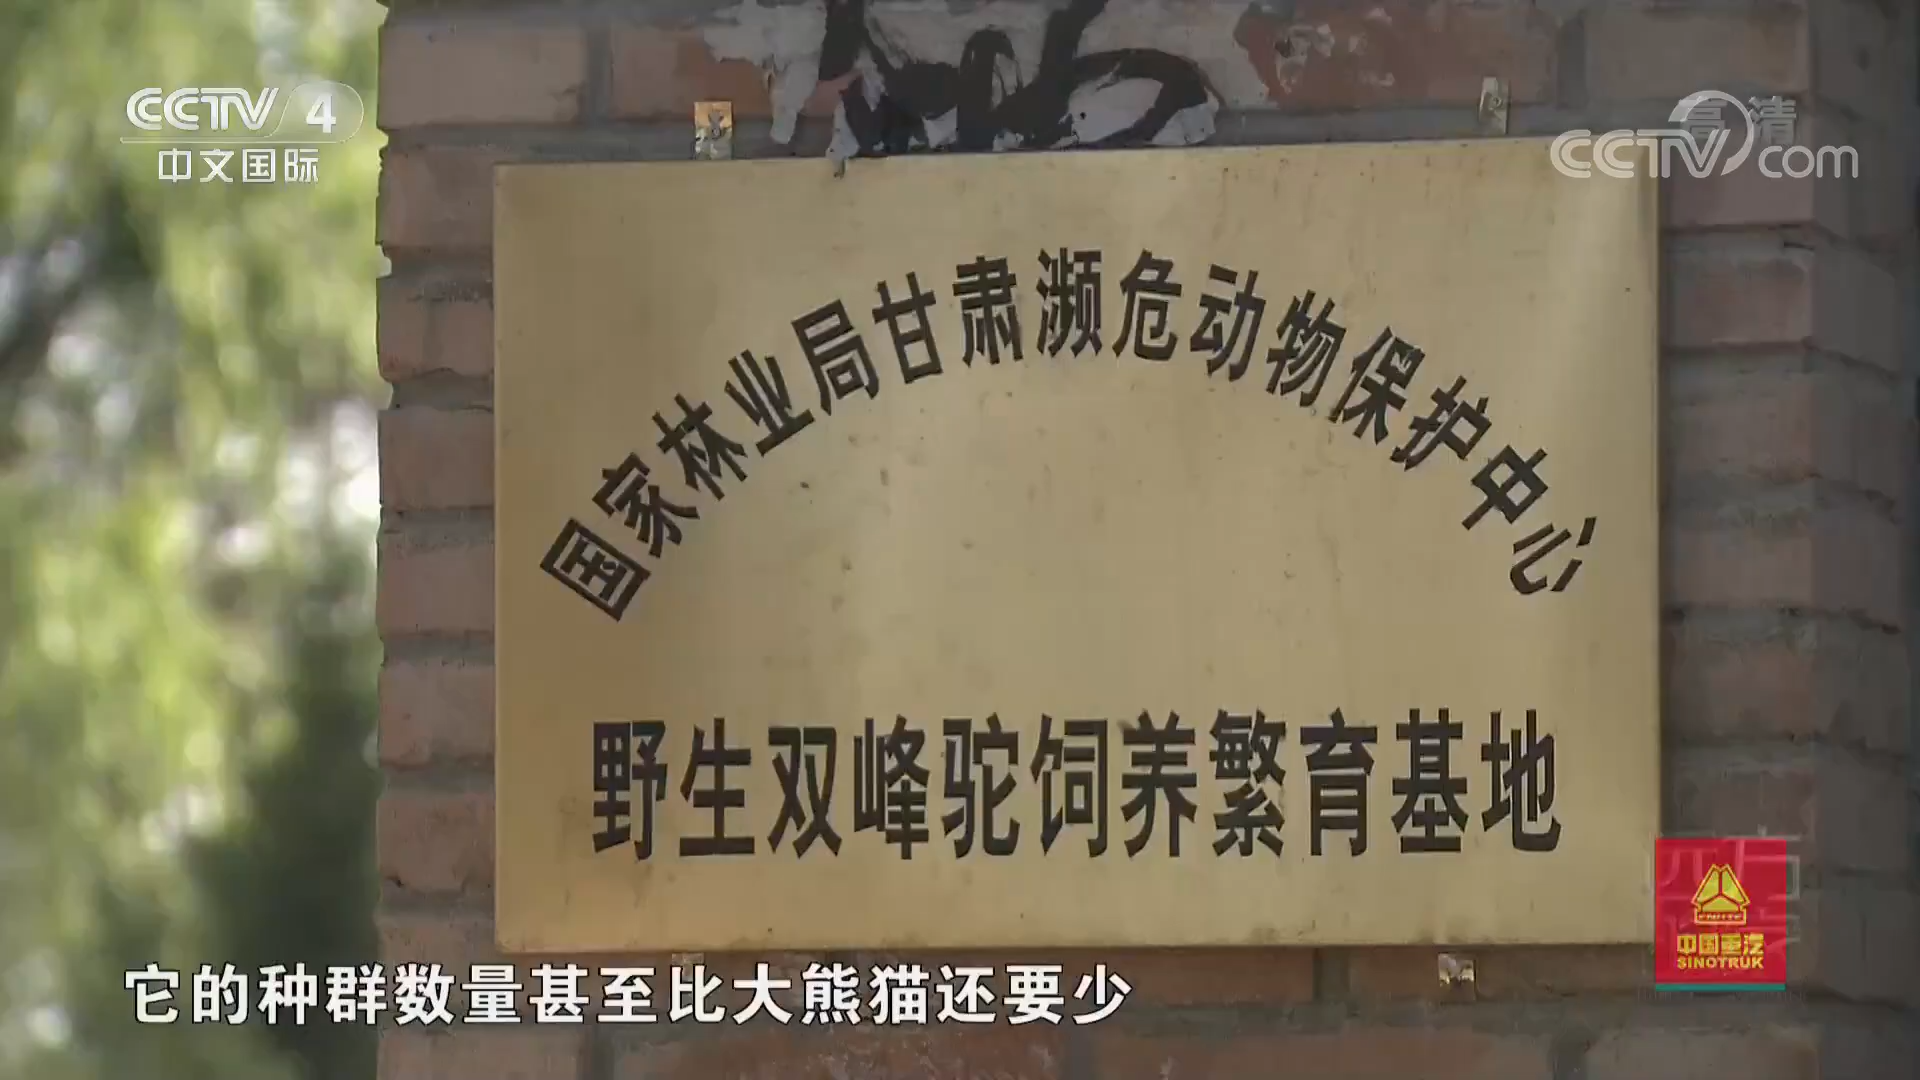 CCTV 4
中文国际
高清
CCTV com
国家林业局甘肃濒危动物保护中心
野生双峰驼饲养繁育基地
中国重汽
SINOTRUK
它的种群数量甚至比大熊猫还要少